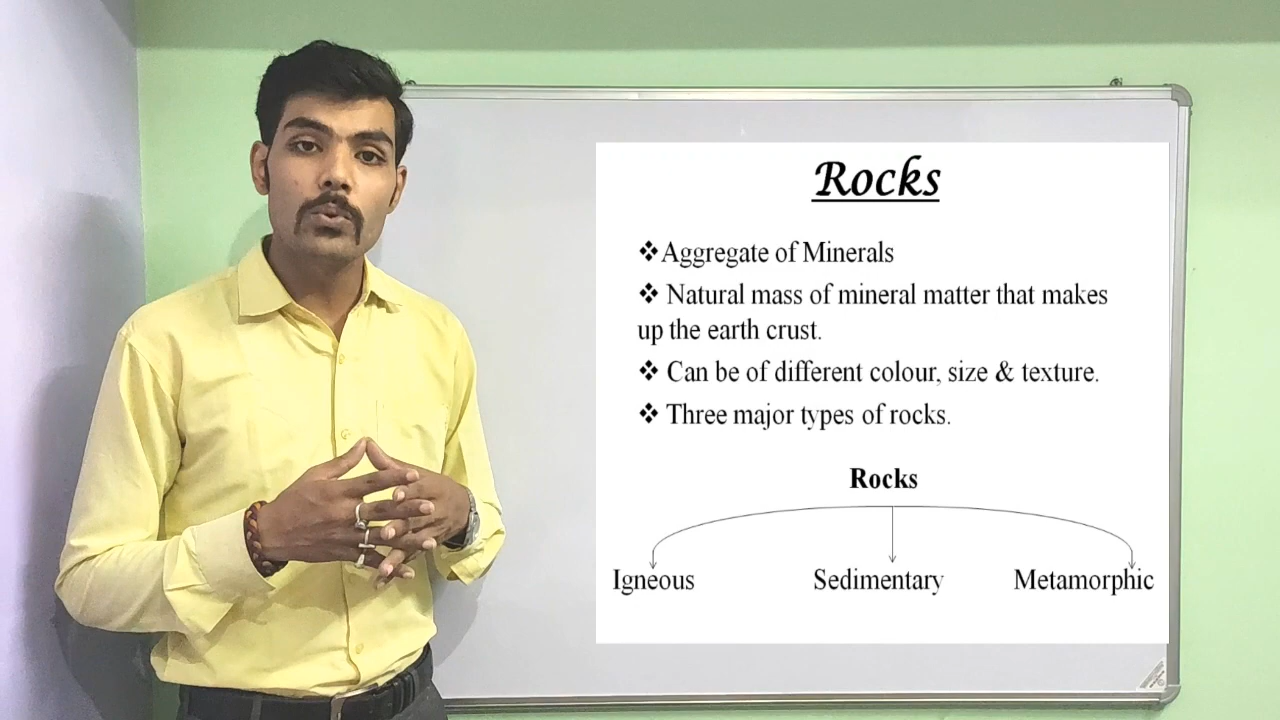 Rocks
❖Aggregate of Minerals
❖ Natural mass of mineral matter that makes
up the earth crust.
❖ Can be of different colour, size & texture.
❖ Three major types of rocks.
Rocks
Igneous Sedimentary Metamorphic